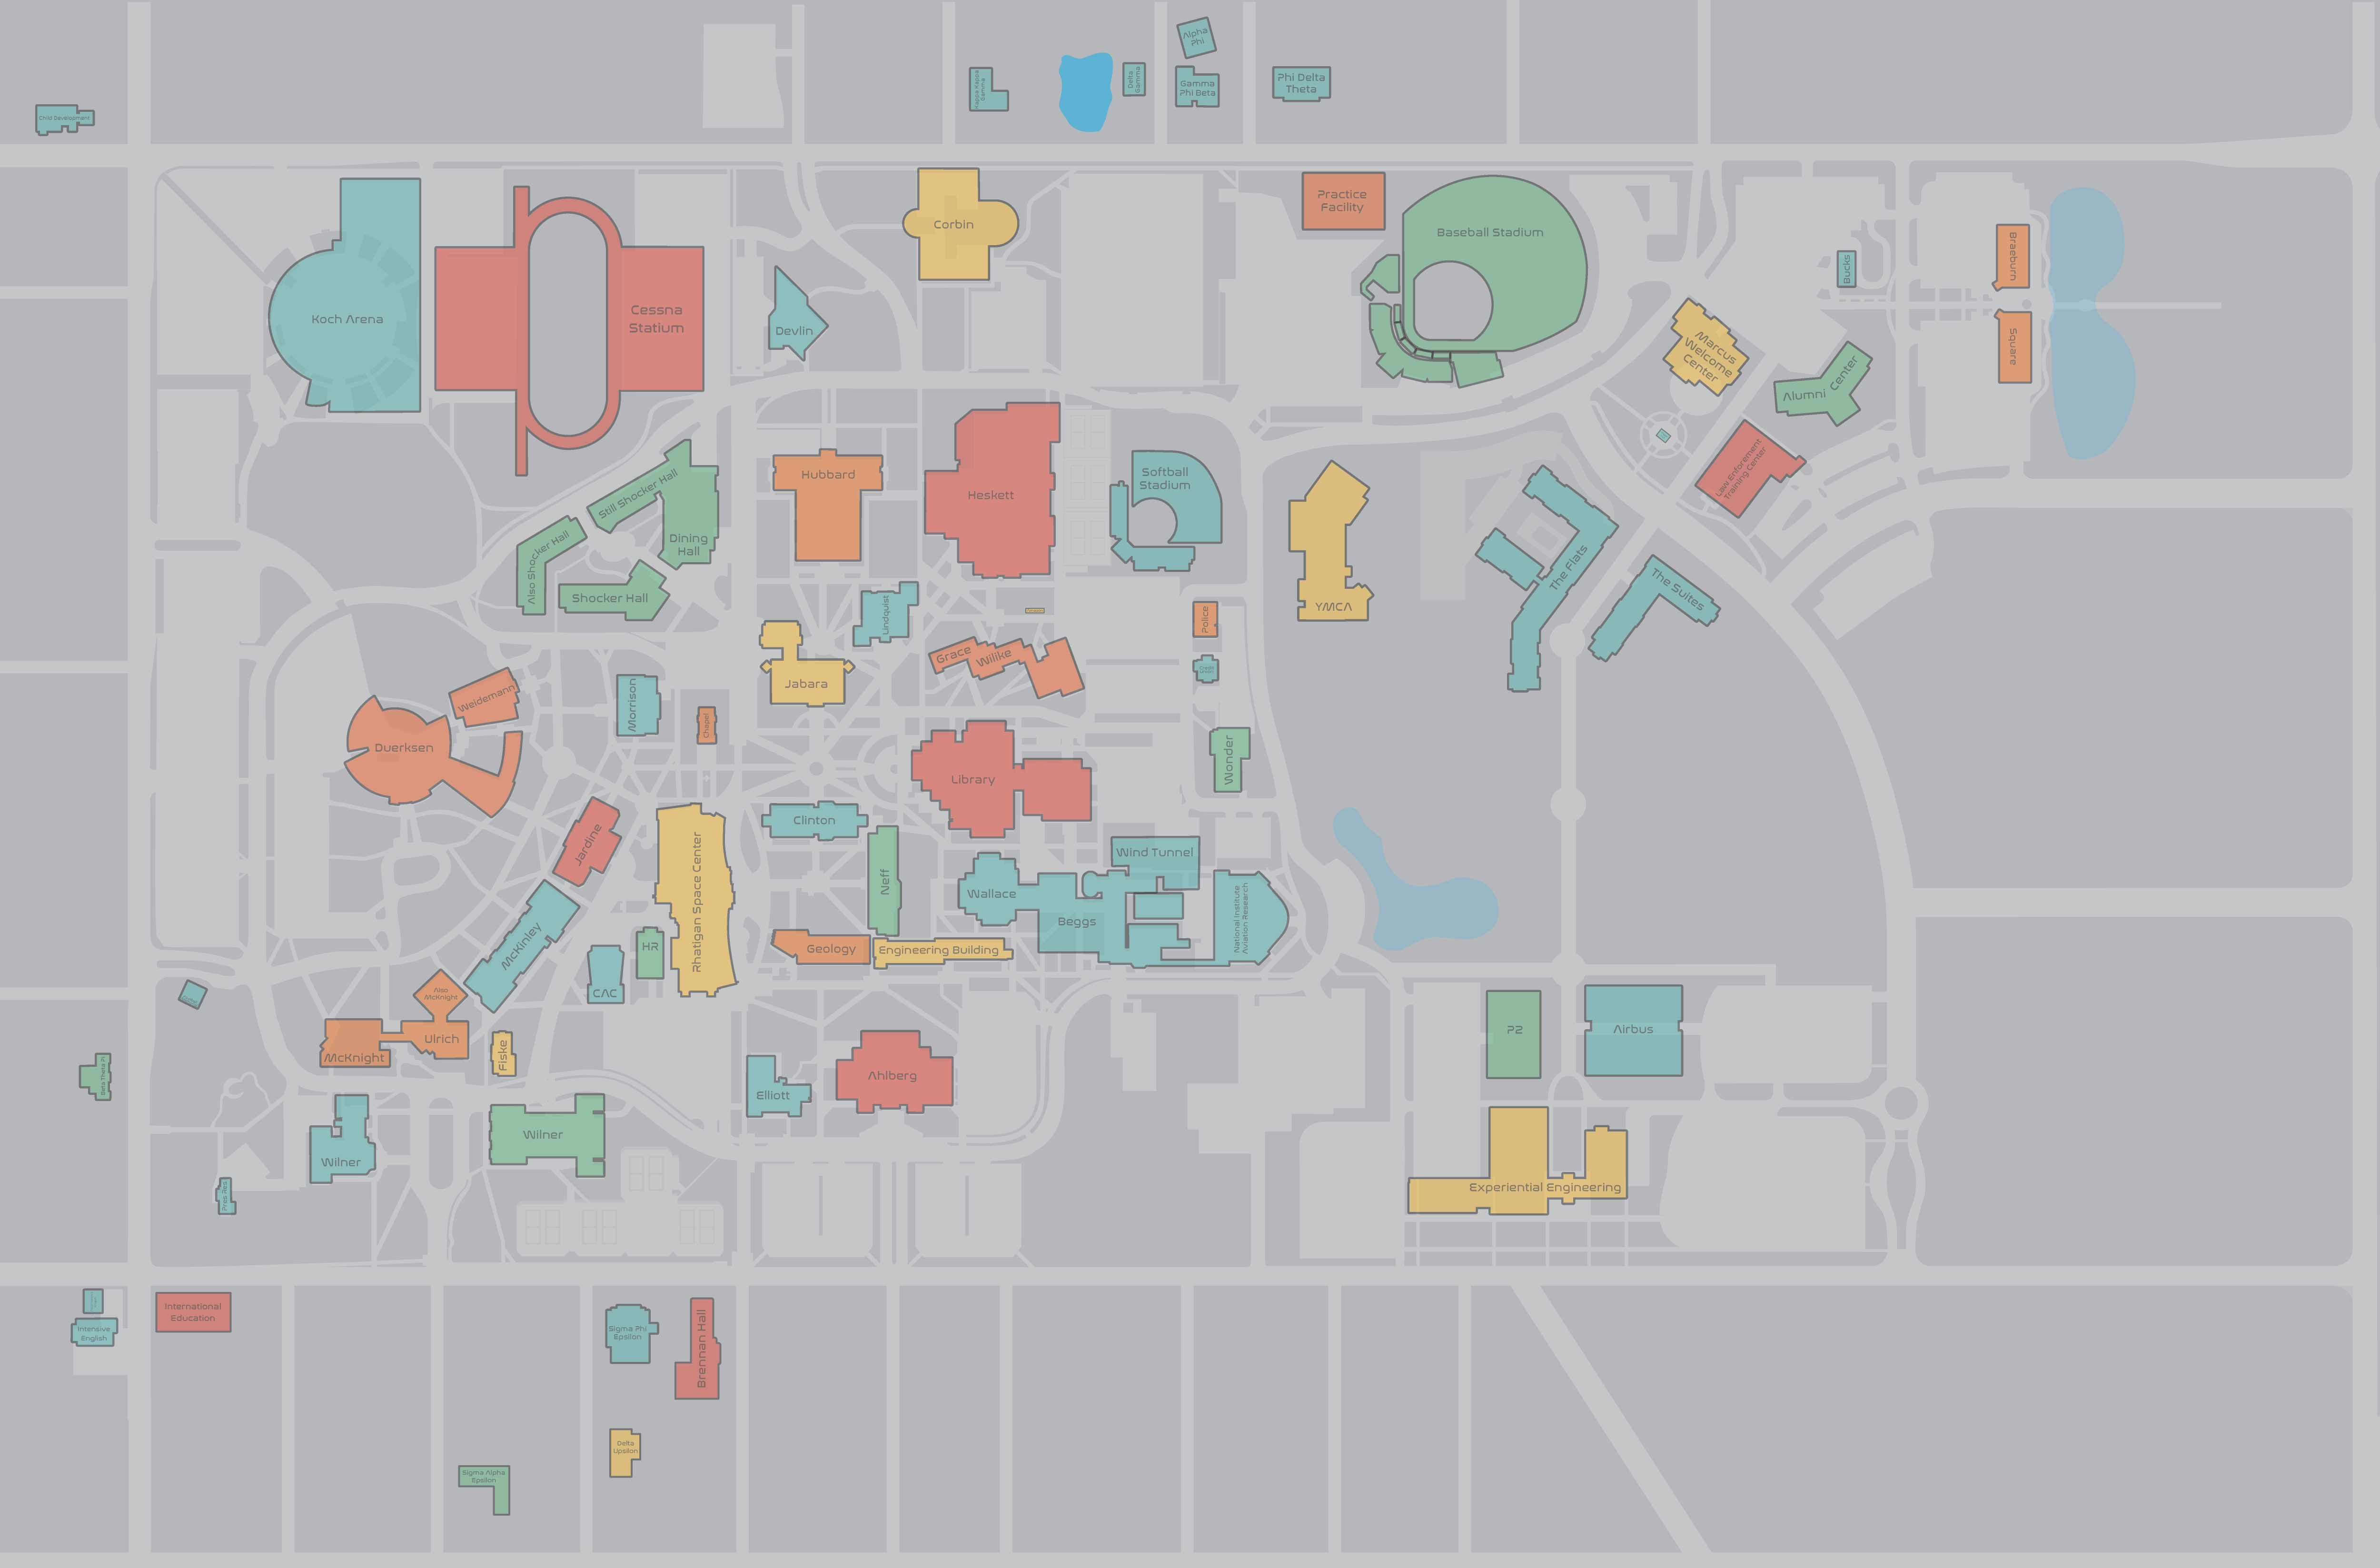 Alpha
Phi
Kappa Kappa
Gamma
Delta
Gamma
Gamma
Phi Beta
Phi Delta
Theta
Child Development
Practice
Facility
Corbin
Baseball Stadium
Braeburn
Bucks
Koch Arena
Cessna
Statium
Devlin
Marcus
Welcome
Center
Square
Alumni Center
Hubbard
Heskett
Softball
Stadium
Still Shocker Hall
Dining
Hall
Also Shocker Hall
Shocker Hall
Law Enforement
Training Center
The Flats
The Suites
YMCA
Lindquist
Police
Grace
Wilike
Jabara
Weidemann
Morrison
Chapel
Duerksen
Wonder
Library
Clinton
Jardine
Rhatigan Space Center
Neff
Wind Tunnel
Wallace
Beggs
National Institute
Aviation Research
McKinley
HR
Geology
Engineering Building
CAC
Also
McKnight
Ulrich
McKnight
Fiske
P2
Airbus
Beta Theta Pi
Elliott
Ahlberg
Wilner
Wilner
Pres Res
Experiential Engineering
International
Education
Intensive
English
Sigma Phi
Epsilon
Brennan Hall
Delta
Upsilon
Sigma Alpha
Epsilon